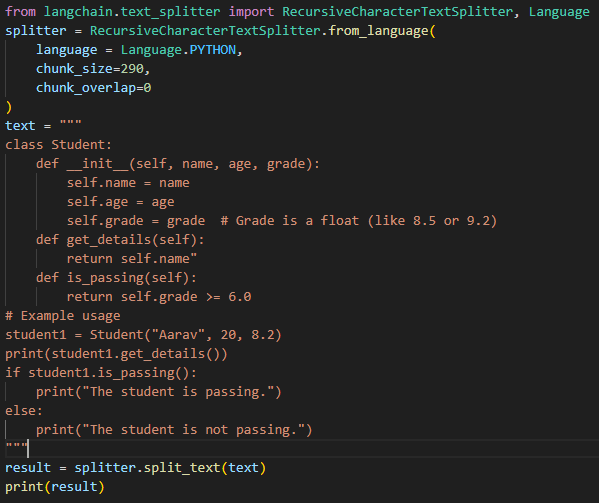 from langchain.text_splitter import RecursiveCharacterTextSplitter, Language
splitter = RecursiveCharacterTextSplitter.from_language(
    language = Language.PYTHON,
    chunk_size=290,
    chunk_overlap=0
)
text = """
class Student:
    def __init__(self, name, age, grade):
        self.name = name
        self.age = age
        self.grade = grade  # Grade is a float (like 8.5 or 9.2)
    def get_details(self):
        return self.name"
    def is_passing(self):
        return self.grade >= 6.0
# Example usage
student1 = Student("Aarav", 20, 8.2)
print(student1.get_details())
if student1.is_passing():
    print("The student is passing.")
else:
    print("The student is not passing.")
"""
result = splitter.split_text(text)
print(result)